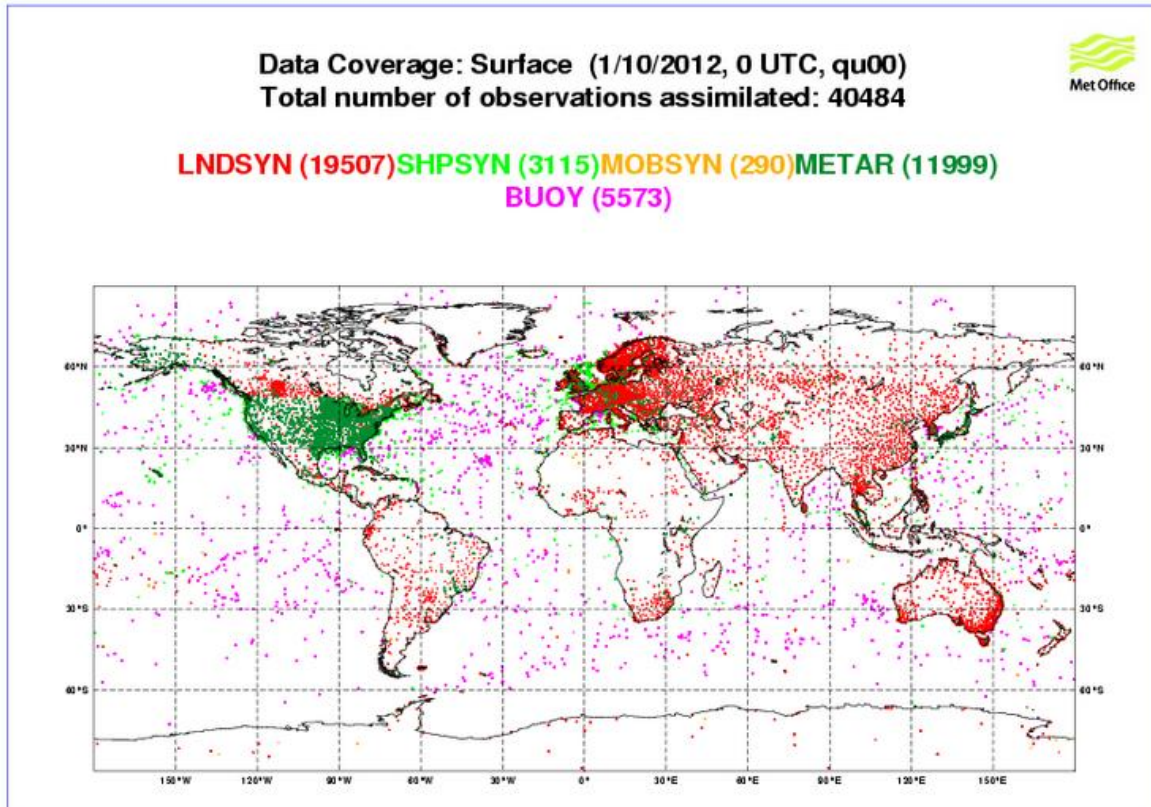 Data Coverage: Surface (1/10/2012, 0 UTC, qu00)
Total number of observations assimilated: 40484
Met Office
LNDSYN (19507)SHPSYN (3115)MOBSYN (290)METAR (11999)
BUOY (5573)
60°N 60°N
30°N 30°N
0° 0°
30°S 30°S
60°S 60°S
150°W 120°W 90°W 60°W 30°W 0° 30°E 60°E 90°E 120°E 150°E